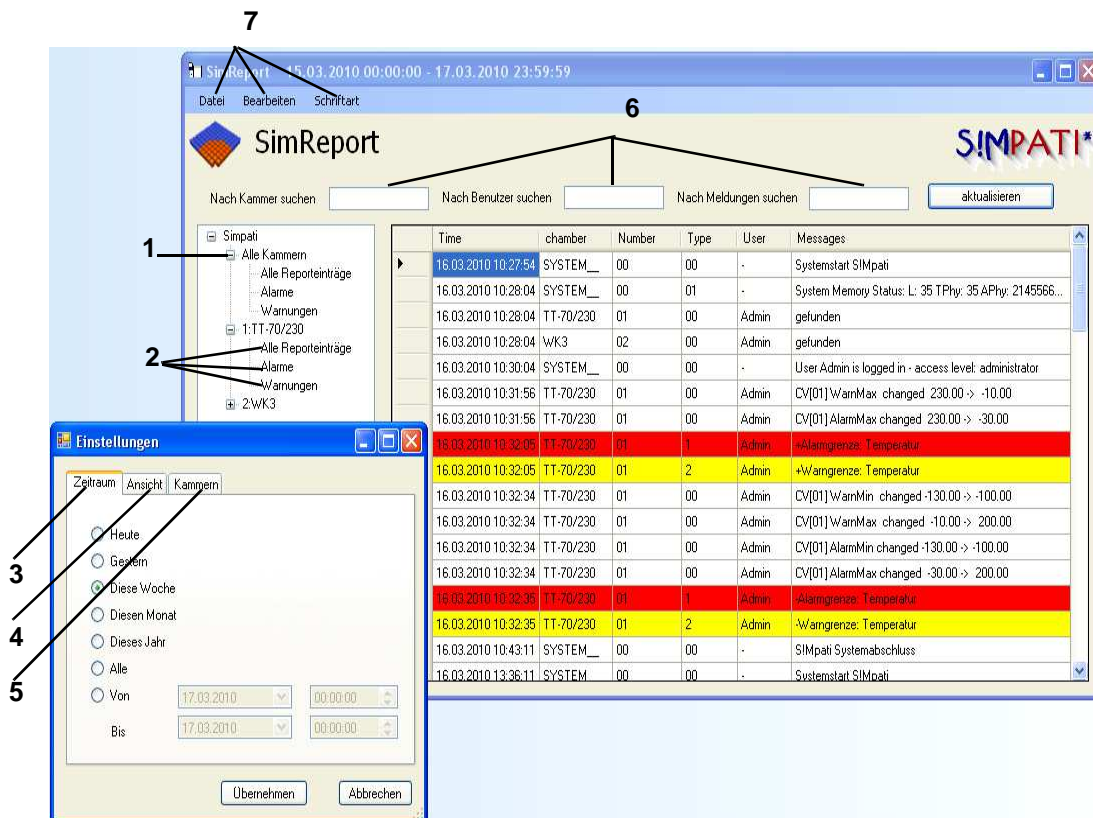 7
SimReport 15.03.2010 00:00:00 - 17.03.2010 23:59:59
Datei Bearbeiten Schriftart
6
SimReport
S!MPATI*
Nach Kammer suchen Nach Benutzer suchen Nach Meldungen suchen aktualisieren
1
2
Simpati
Alle Kammern
Alle Reporteinträge
Alarme
Warnungen
1:TT-70/230
Alle Reporteinträge
Alarme
Warnungen
2:WK3
Time chamber Number Type User Messages
16.03.2010 10:27:54 SYSTEM__ 00 00 - Systemstart S!Mpati
16.03.2010 10:28:04 SYSTEM__ 00 01 - System Memory Status: L: 35 TPhy: 35 APhy: 2145566...
16.03.2010 10:28:04 TT-70/230 01 00 Admin gefunden
16.03.2010 10:28:04 WK3 02 00 Admin gefunden
16.03.2010 10:30:04 SYSTEM__ 00 00 - User Admin is logged in - access level: administrator
16.03.2010 10:31:56 TT-70/230 01 00 Admin CV[01] WarnMax changed 230.00 -> -10.00
16.03.2010 10:31:56 TT-70/230 01 00 Admin CV[01] AlarmMax changed 230.00 -> -30.00
16.03.2010 10:32:05 TT-70/230 01 1 Admin +Alarmgrenze: Temperatur
16.03.2010 10:32:05 TT-70/230 01 2 Admin +Warngrenze: Temperatur
16.03.2010 10:32:34 TT-70/230 01 00 Admin CV[01] WarnMin changed -130.00 -> -100.00
16.03.2010 10:32:34 TT-70/230 01 00 Admin CV[01] WarnMax changed -10.00 -> 200.00
16.03.2010 10:32:34 TT-70/230 01 00 Admin CV[01] AlarmMin changed -130.00 -> -100.00
16.03.2010 10:32:34 TT-70/230 01 00 Admin CV[01] AlarmMax changed -30.00 -> 200.00
16.03.2010 10:32:35 TT-70/230 01 1 Admin -Alarmgrenze: Temperatur
16.03.2010 10:32:35 TT-70/230 01 2 Admin -Warngrenze: Temperatur
16.03.2010 10:43:11 SYSTEM__ 00 00 - S!Mpati Systemabschluss
16.03.2010 13:36:11 SYSTEM 00 00 - Systemstart S!Mpati
Einstellungen
Zeitraum Ansicht Kammern
3
4
5
Heute
Gestern
Diese Woche
Diesen Monat
Dieses Jahr
Alle
Von 17.03.2010 00:00:00
Bis 17.03.2010 00:00:00
Übernehmen Abbrechen